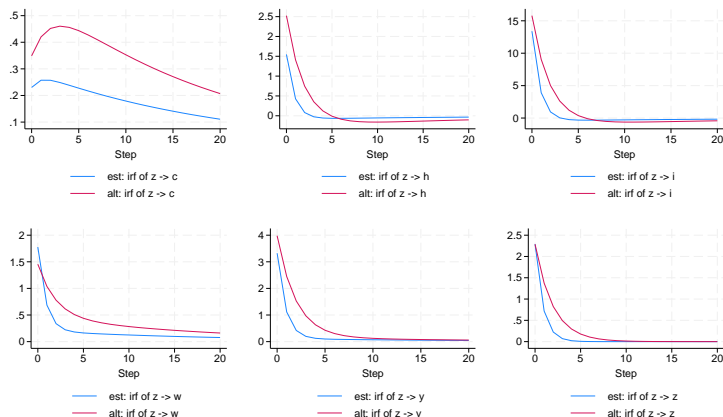 .5
.4
.3
.2
.1
0 5 10 15 20
Step
est: irf of z -> c
alt: irf of z -> c
2.5
2
1.5
1
.5
0
0 5 10 15 20
Step
est: irf of z -> h
alt: irf of z -> h
15
10
5
0
0 5 10 15 20
Step
est: irf of z -> i
alt: irf of z -> i
2
1.5
1
.5
0
0 5 10 15 20
Step
est: irf of z -> w
alt: irf of z -> w
4
3
2
1
0
0 5 10 15 20
Step
est: irf of z -> y
alt: irf of z -> y
2.5
2
1.5
1
.5
0
0 5 10 15 20
Step
est: irf of z -> z
alt: irf of z -> z